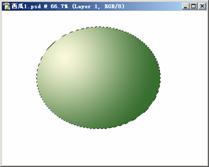 西瓜1.psd @ 66.7% (Layer 1, RGB/8)